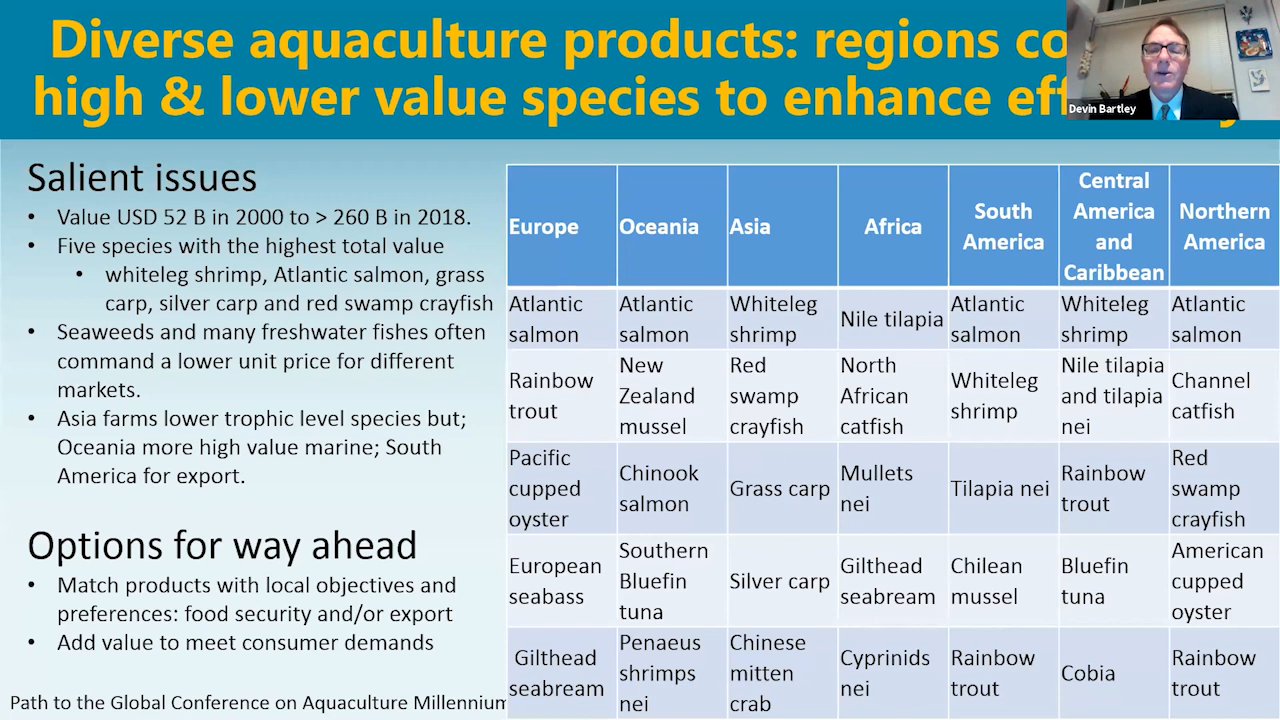 Diverse aquaculture products: regions
high & lower value species to enhance
Devin Bartley
Salient issues
• Value USD 52 B in 2000 to > 260 B in 2018.
• Five species with the highest total value
• whiteleg shrimp, Atlantic salmon, grass
carp, silver carp and red swamp crayfish
• Seaweeds and many freshwater fishes often
command a lower unit price for different
markets.
• Asia farms lower trophic level species but;
Oceania more high value marine; South
America for export.
Options for way ahead
• Match products with local objectives and
preferences: food security and/or export
• Add value to meet consumer demands
Path to the Global Conference on Aquaculture Millennium
Europe
Oceania
Asia
Africa
South
America
Central
America
and
Caribbean
Northern
America
Atlantic
salmon
Atlantic
salmon
Whiteleg
shrimp
Nile tilapia
Atlantic
salmon
Whiteleg
shrimp
Atlantic
salmon
Rainbow
trout
New
Zealand
mussel
Red
swamp
crayfish
North
African
catfish
Whiteleg
shrimp
Nile tilapia
and tilapia
nei
Channel
catfish
Pacific
cupped
oyster
Chinook
salmon
Grass carp
Mullets
nei
Tilapia nei
Rainbow
trout
Red
swamp
crayfish
European
seabass
Southern
Bluefin
tuna
Silver carp
Gilthead
seabream
Chilean
mussel
Bluefin
tuna
American
cupped
oyster
Gilthead
seabream
Penaeus
shrimps
nei
Chinese
mitten
crab
Cyprinids
nei
Rainbow
trout
Cobia
Rainbow
trout